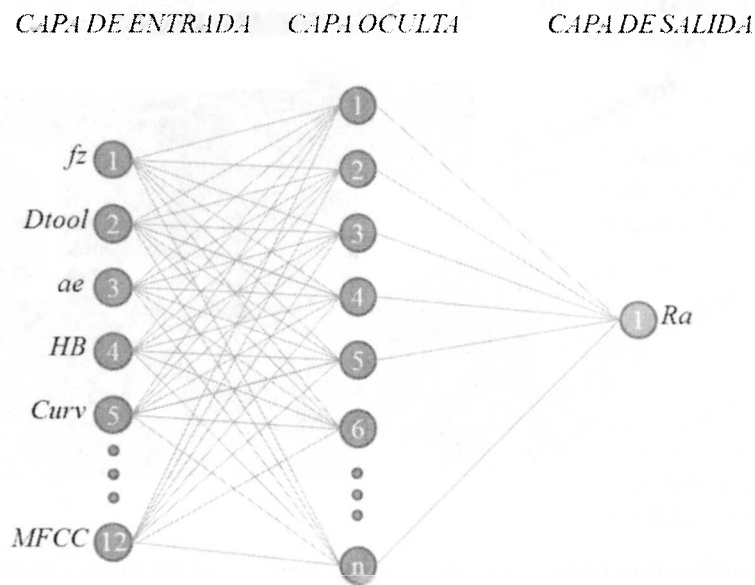 CAPA DE ENTRADA CAPA OCULTA CAPA DE SALIDA
1
fz 1
2
Dtool 2
3
ae 3
4
1 Ra
HB 4
5
Curv 5
6
MFCC 12
n